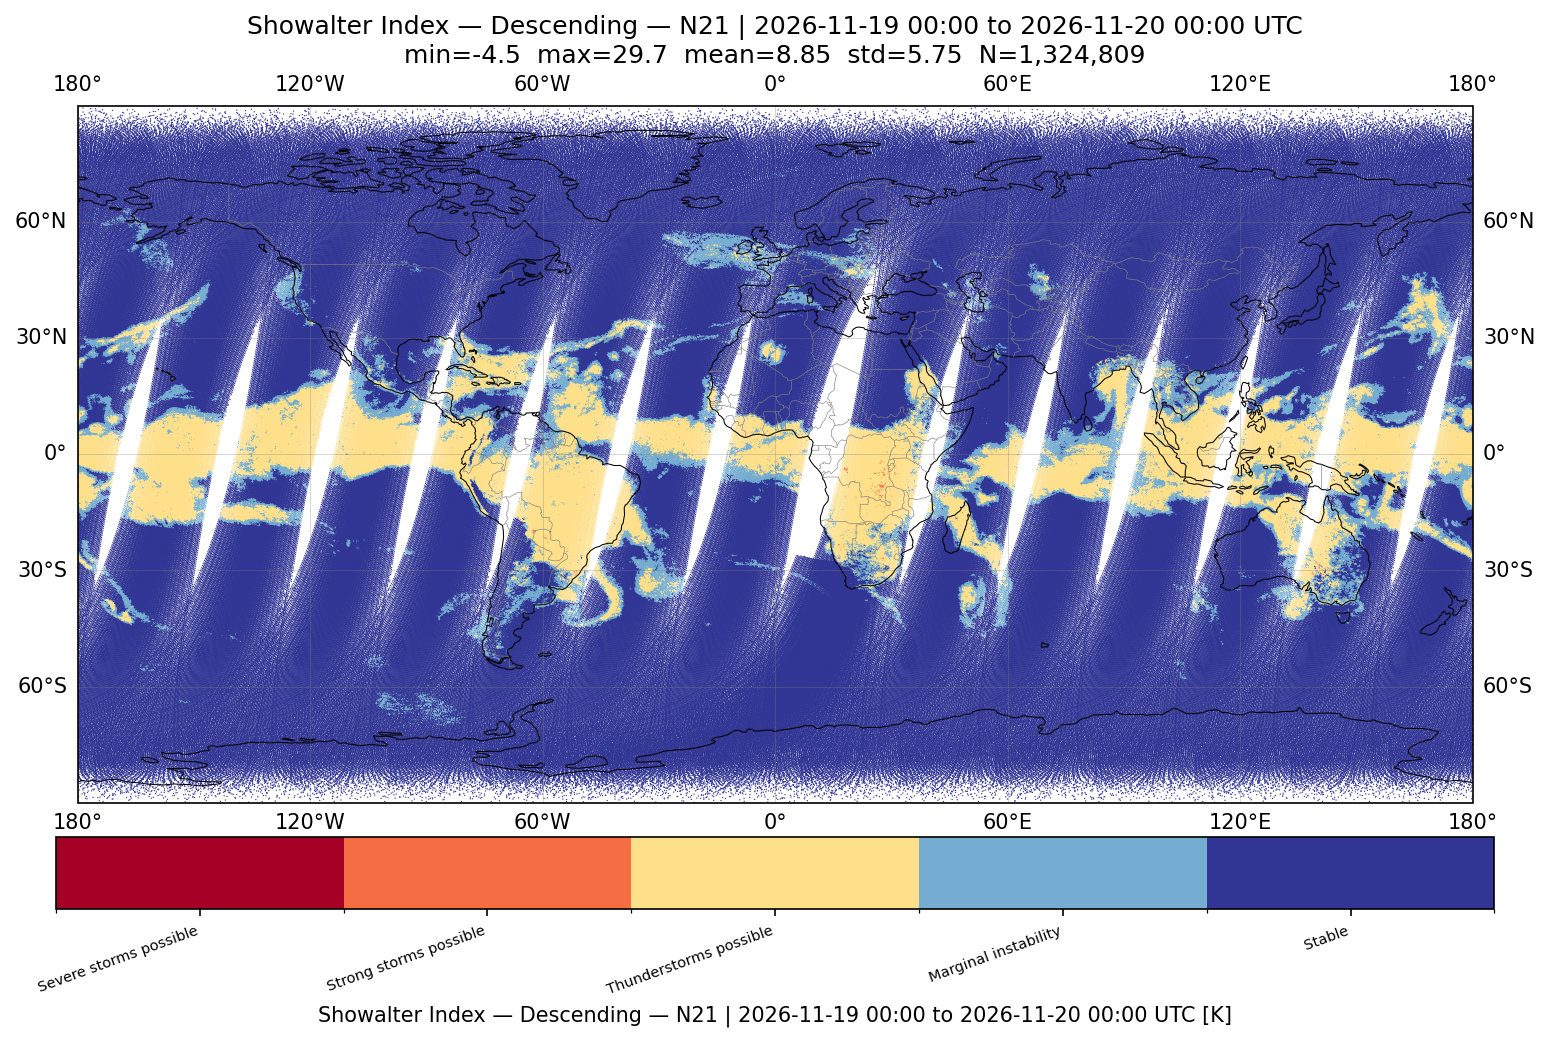 Showalter Index — Descending — N21 | 2026-11-19 00:00 to 2026-11-20 00:00 UTC
min=-4.5 max=29.7 mean=8.85 std=5.75 N=1,324,809
180° 120°W 60°W 0° 60°E 120°E 180°
60°N 60°N
30°N 30°N
0° 0°
30°S 30°S
60°S 60°S
180° 120°W 60°W 0° 60°E 120°E 180°
Severe storms possible Strong storms possible Thunderstorms possible Marginal instability Stable
Showalter Index — Descending — N21 | 2026-11-19 00:00 to 2026-11-20 00:00 UTC [K]